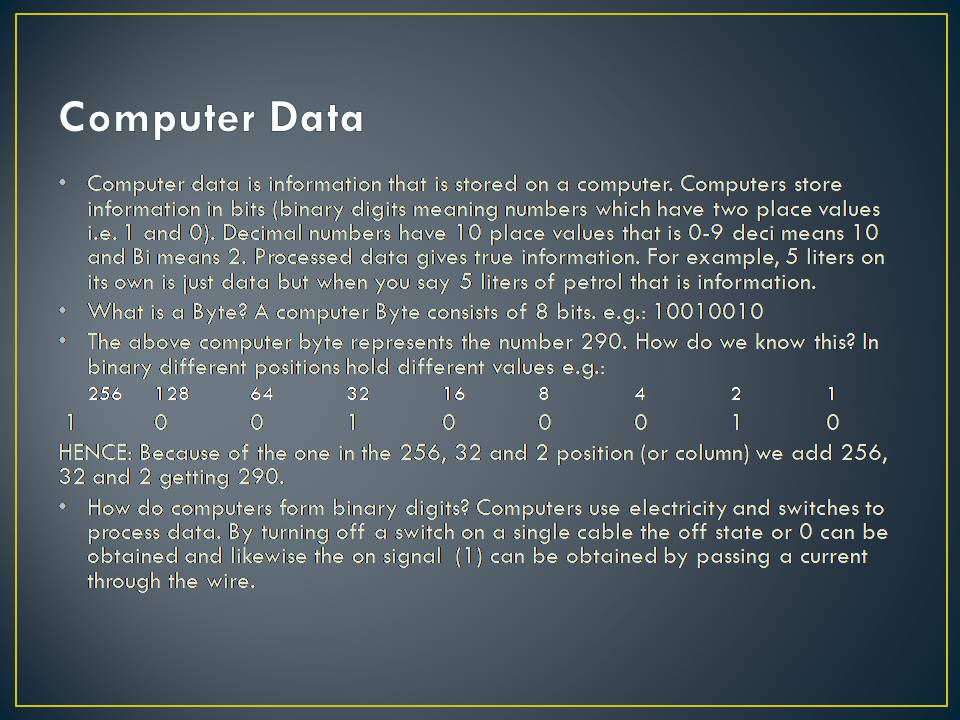 Computer Data
• Computer data is information that is stored on a computer. Computers store
information in bits (binary digits meaning numbers which have two place values
i.e. 1 and 0). Decimal numbers have 10 place values that is 0-9 deci means 10
and Bi means 2. Processed data gives true information. For example, 5 liters on
its own is just data but when you say 5 liters of petrol that is information.
• What is a Byte? A computer Byte consists of 8 bits. e.g.: 10010010
• The above computer byte represents the number 290. How do we know this? In
binary different positions hold different values e.g.:
256 128 64 32 16 8 4 2 1
1 0 0 1 0 0 0 1 0
HENCE: Because of the one in the 256, 32 and 2 position (or column) we add 256,
32 and 2 getting 290.
• How do computers form binary digits? Computers use electricity and switches to
process data. By turning off a switch on a single cable the off state or 0 can be
obtained and likewise the on signal (1) can be obtained by passing a current
through the wire.